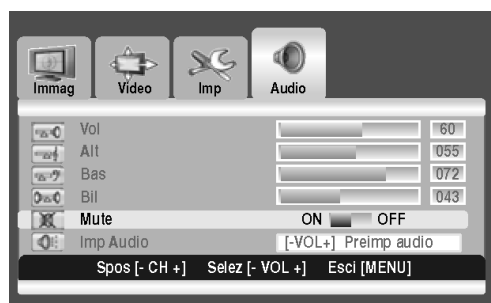 Immag Video Imp Audio
Vol 60
Alt 055
Bas 072
Bil 043
Mute ON OFF
Imp Audio [-VOL+] Preimp audio
Spos [- CH +] Selez [- VOL +] Esci [MENU]